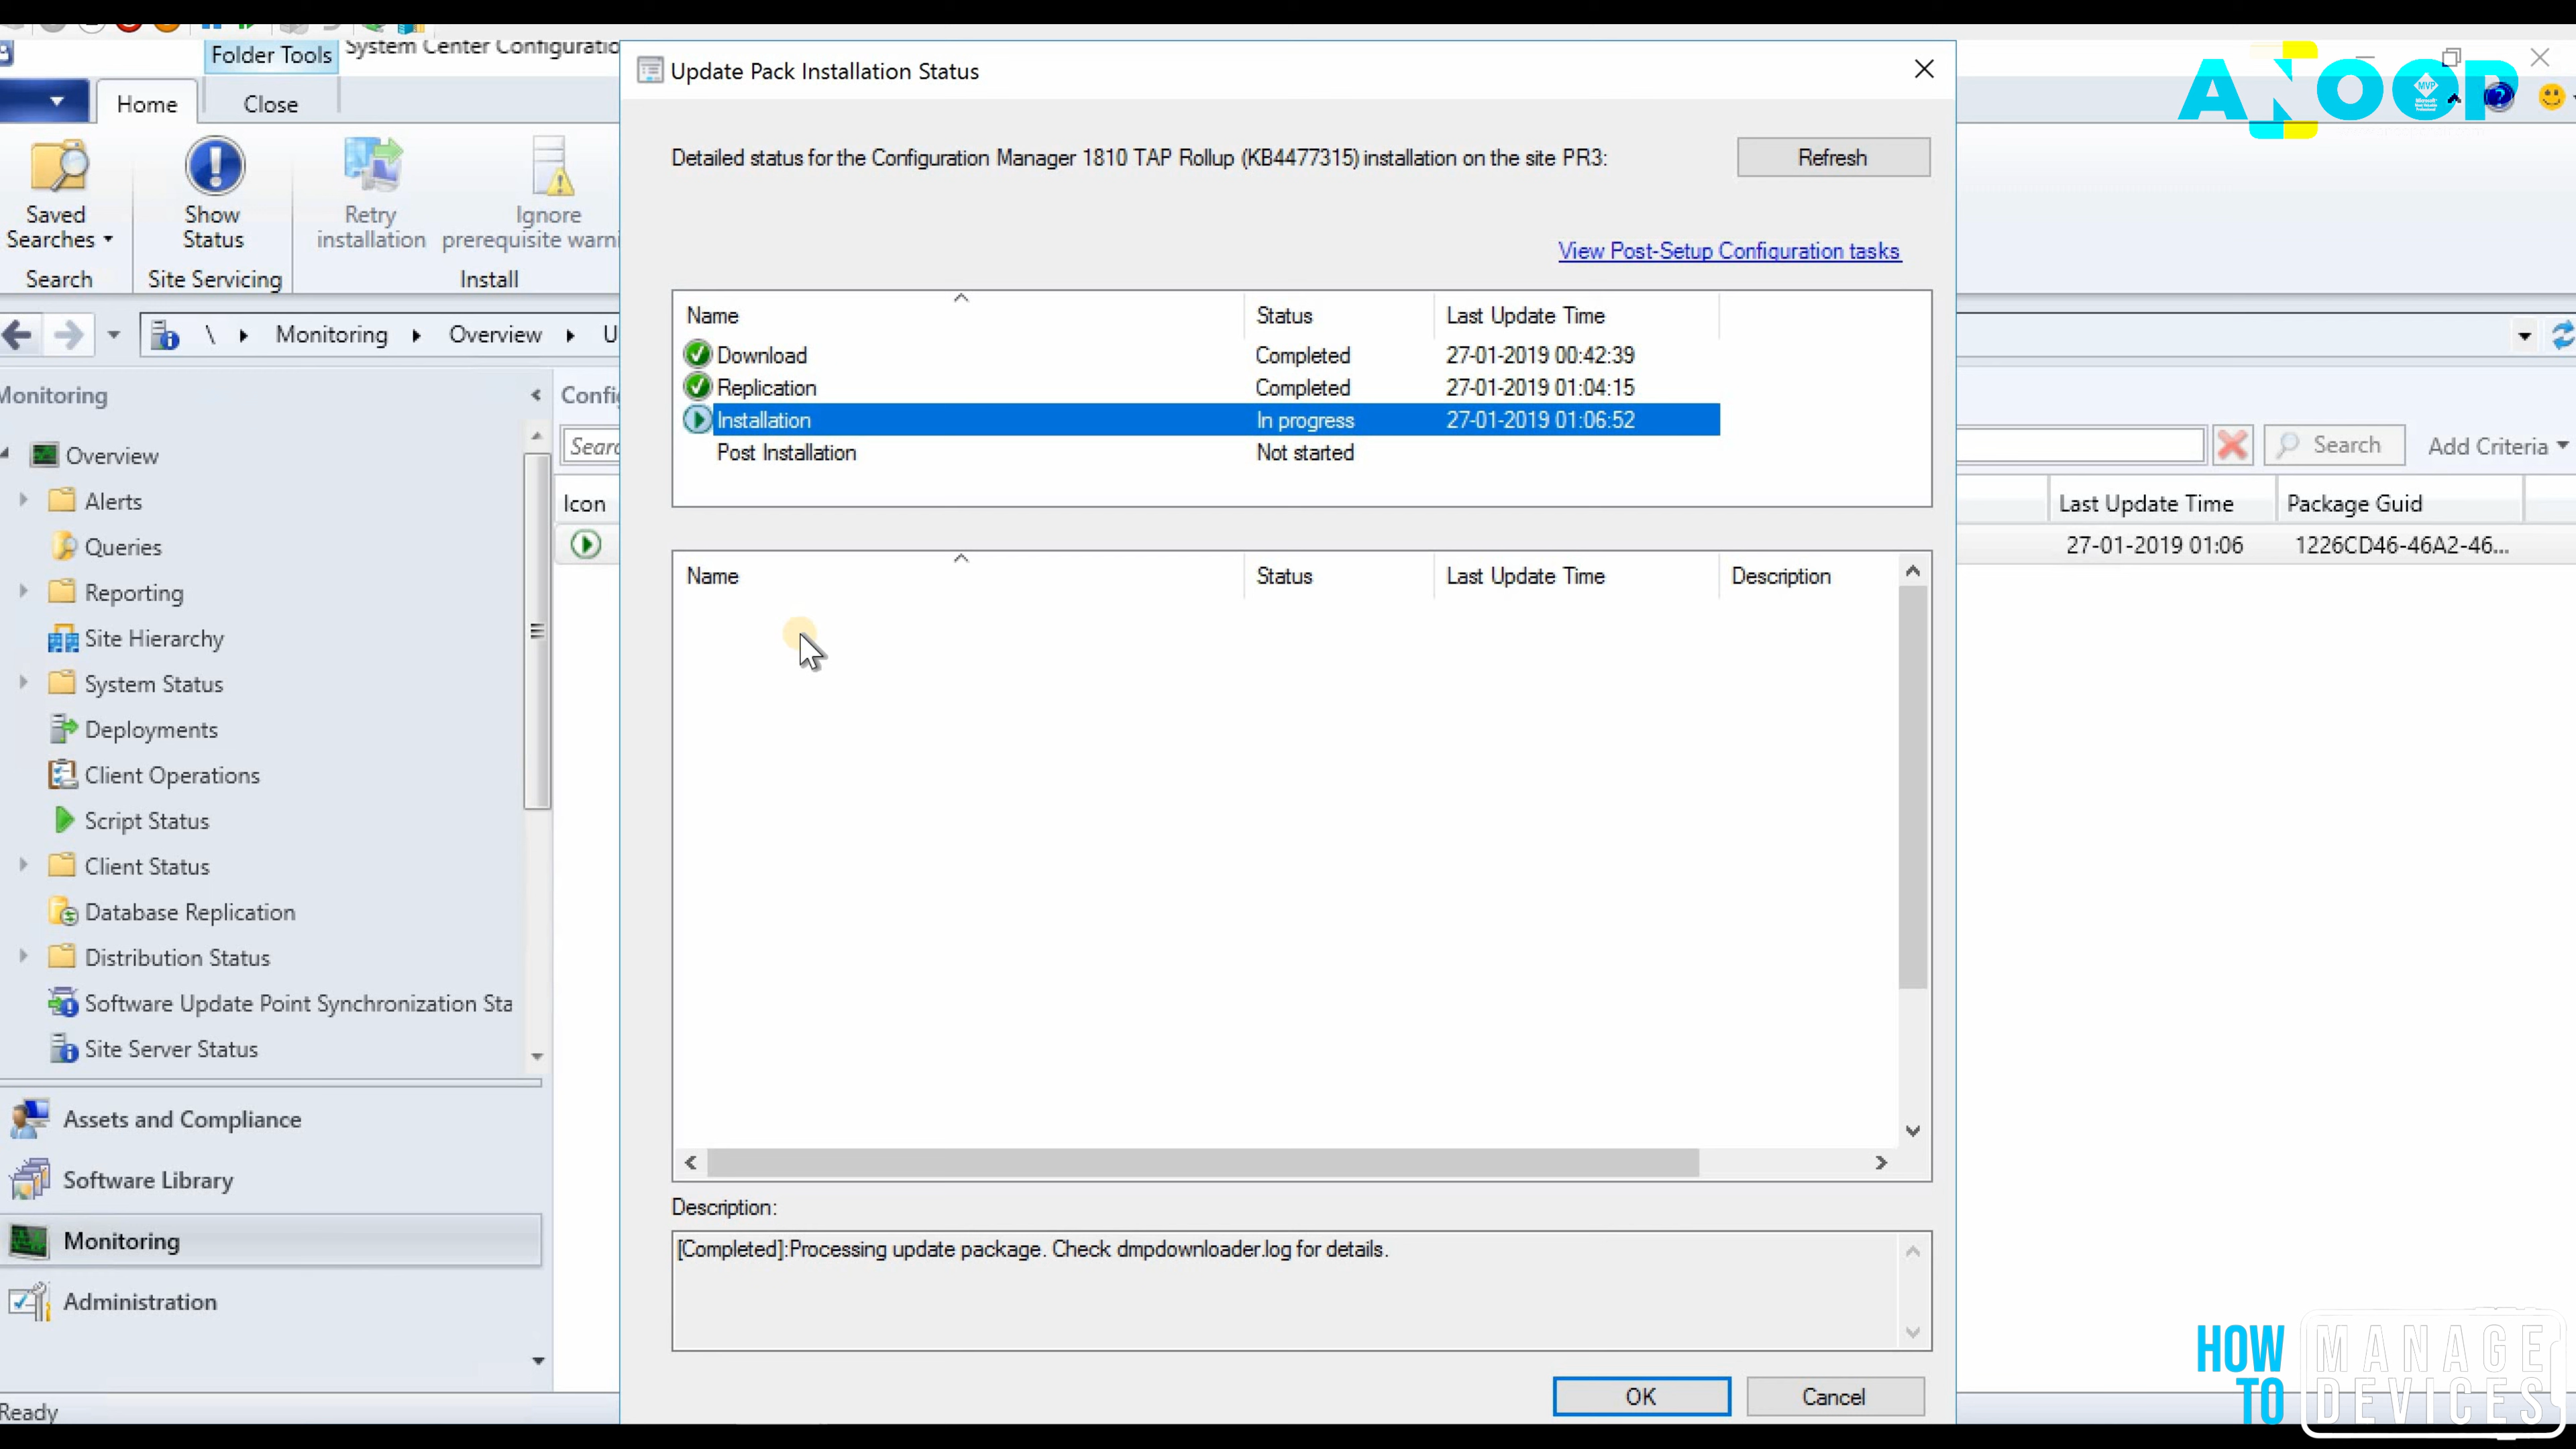 Folder Tools
System Center Configuratio
Home
Close
Saved Searches
Show Status
Retry installation
Ignore prerequisite warni
Search
Site Servicing
Install
\ Monitoring Overview U
Monitoring
Overview
Alerts
Queries
Reporting
Site Hierarchy
System Status
Deployments
Client Operations
Script Status
Client Status
Database Replication
Distribution Status
Software Update Point Synchronization Sta
Site Server Status
Assets and Compliance
Software Library
Monitoring
Administration
Ready
Confi
Searc
Icon
Update Pack Installation Status
Detailed status for the Configuration Manager 1810 TAP Rollup (KB4477315) installation on the site PR3:
Refresh
View Post-Setup Configuration tasks
Name Status Last Update Time
Download Completed 27-01-2019 00:42:39
Replication Completed 27-01-2019 01:04:15
Installation In progress 27-01-2019 01:06:52
Post Installation Not started
Name Status Last Update Time Description
Description:
[Completed]:Processing update package. Check dmpdownloader.log for details.
OK
Cancel
ANOOP
MVP
Search
Add Criteria
Last Update Time Package Guid
27-01-2019 01:06 1226CD46-46A2-46...
HOW TO
MANAGE DEVICES